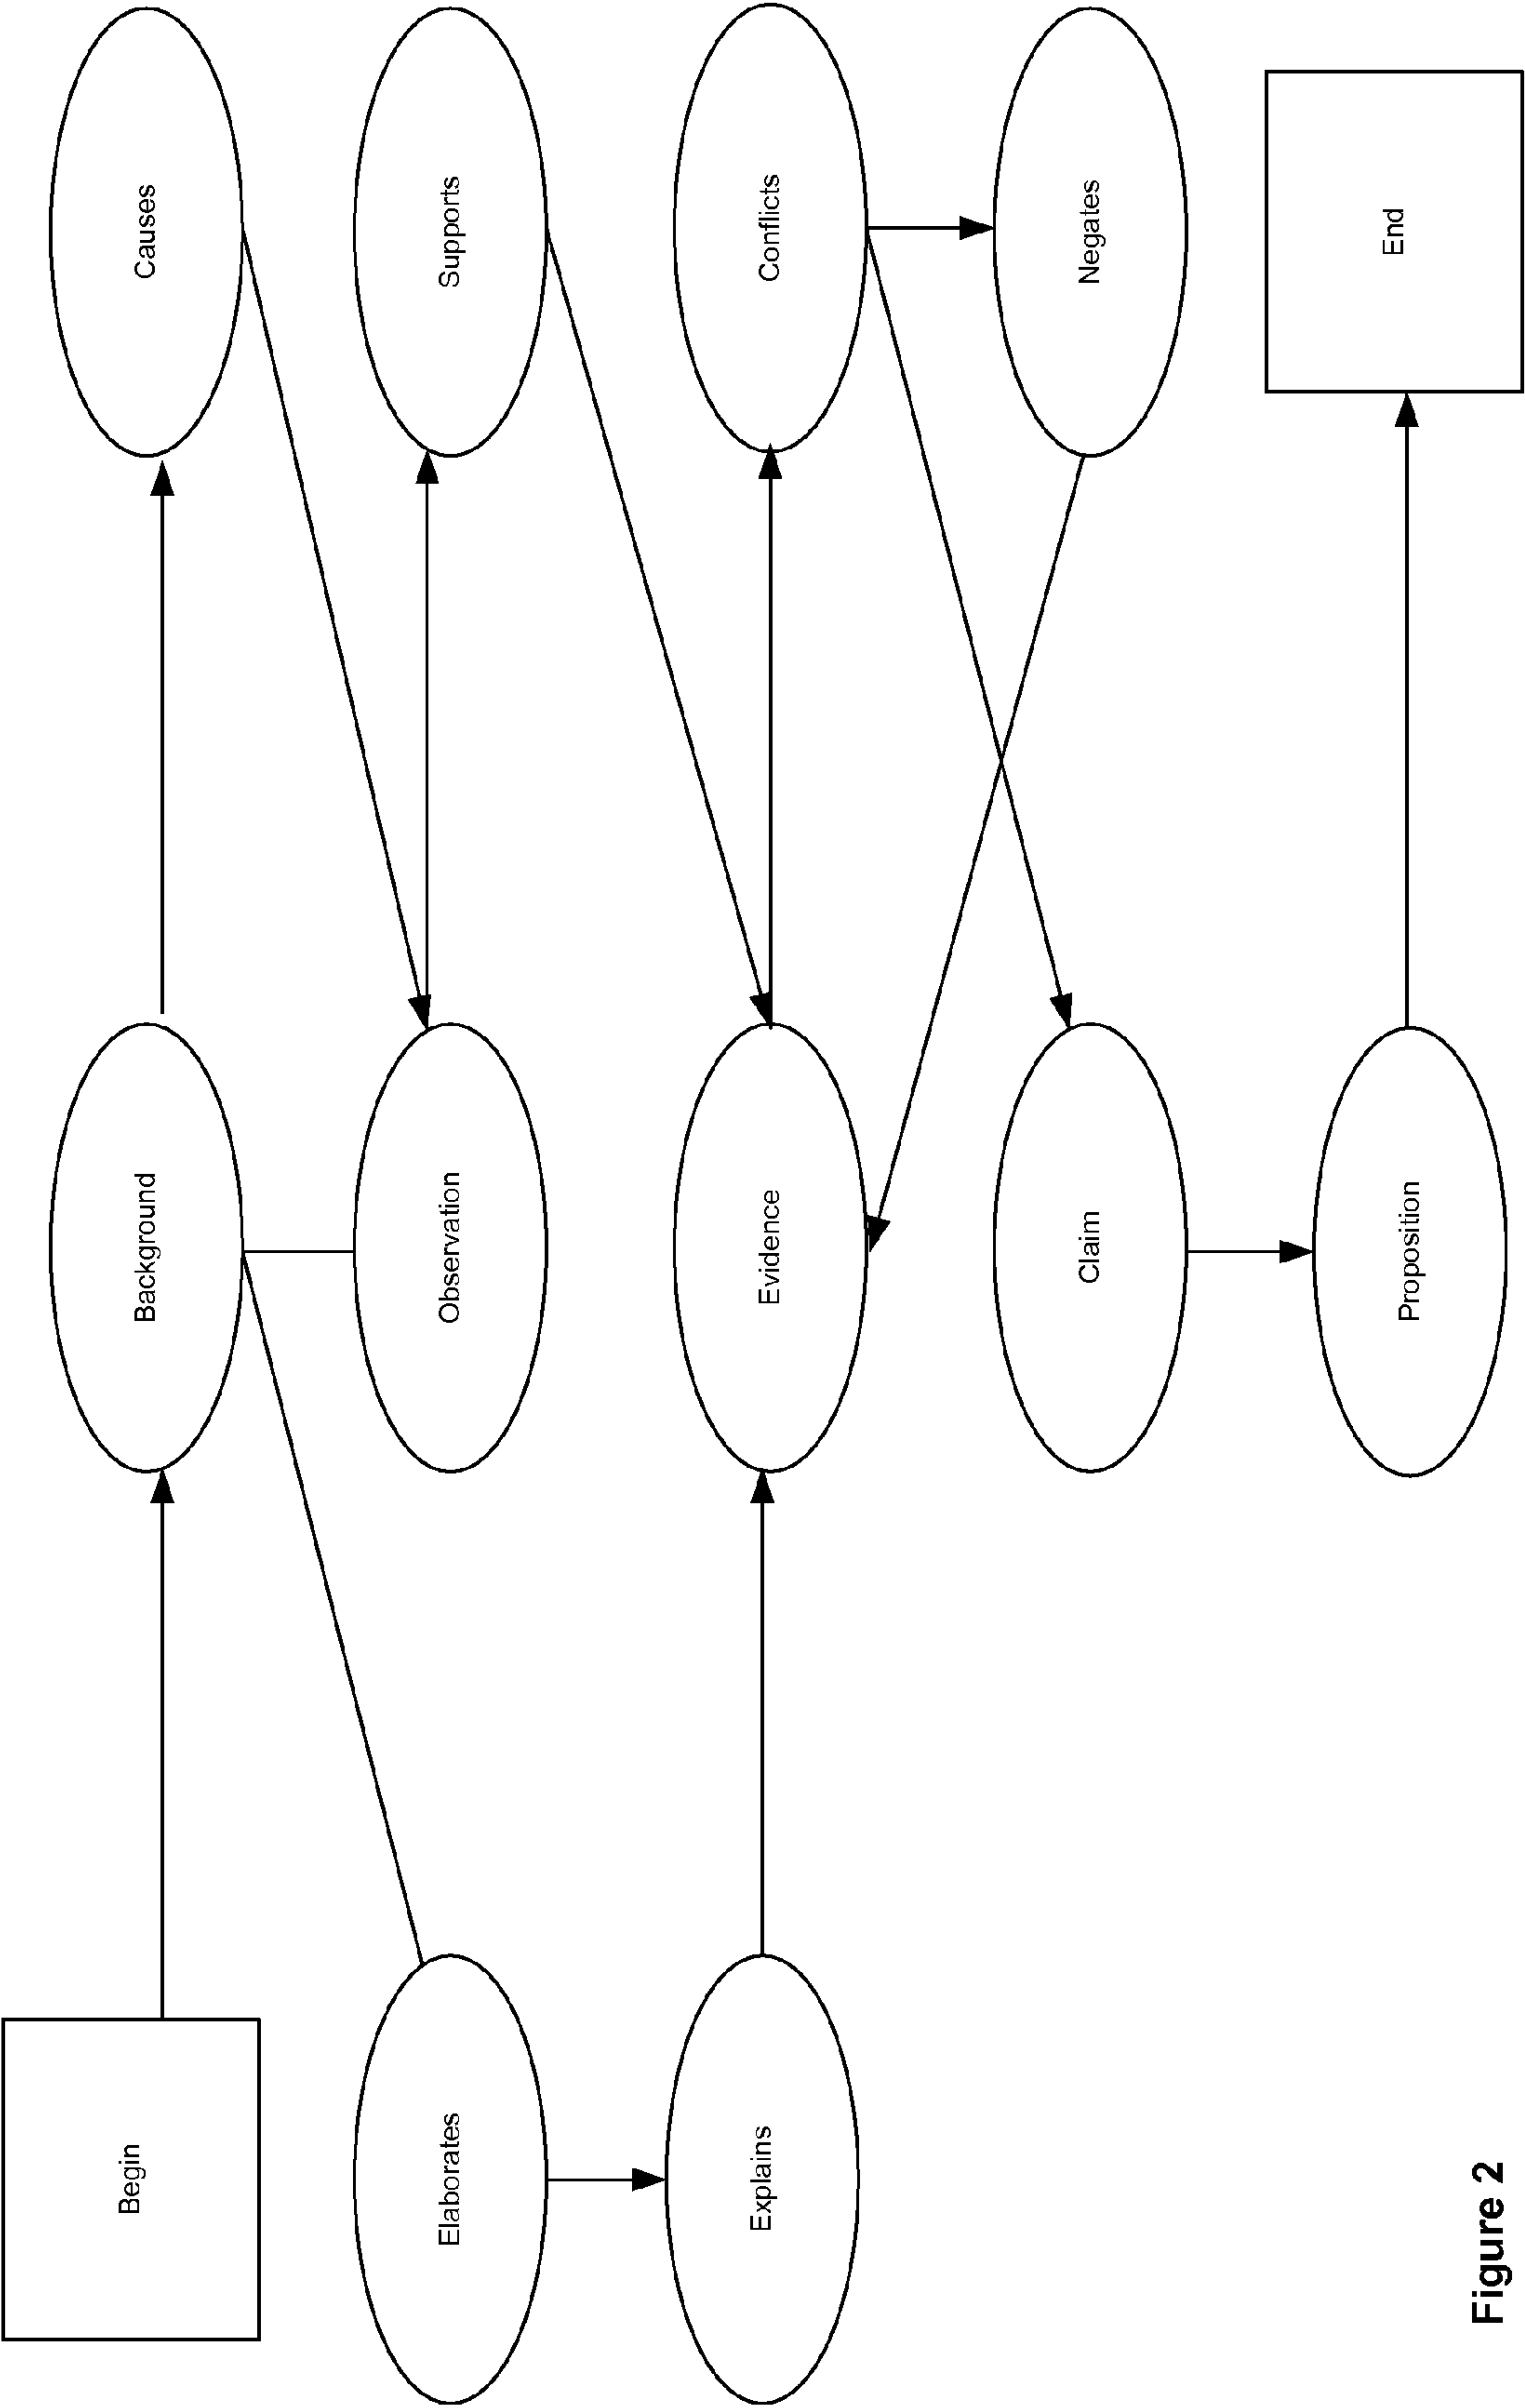 Begin
Background
Causes
Elaborates
Observation
Supports
Explains
Evidence
Conflicts
Claim
Negates
Proposition
End
Figure 2